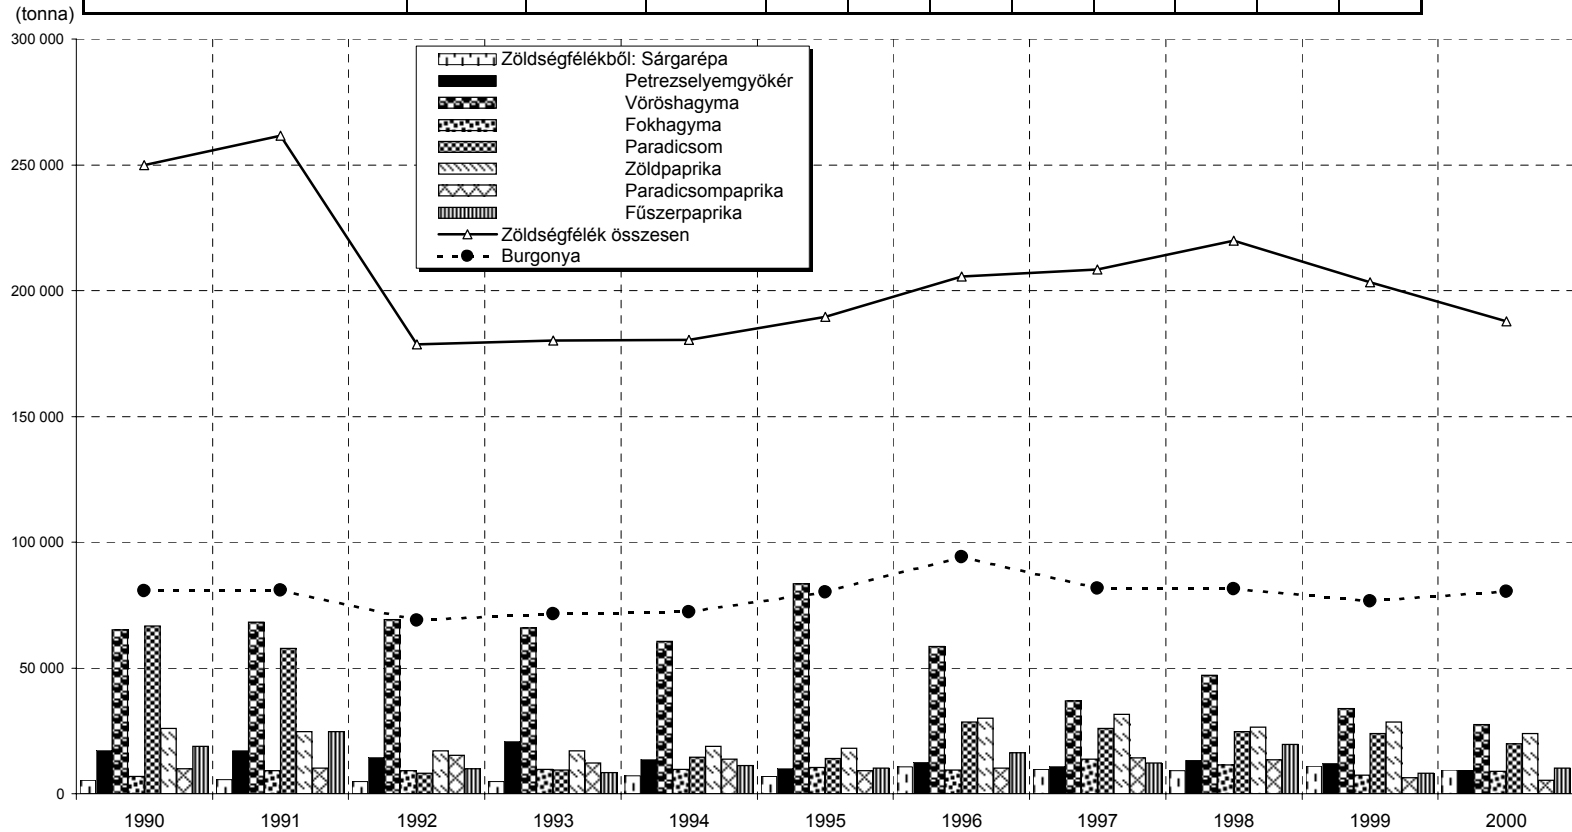 (tonna)
300 000
Zöldségfélékből: Sárgarépa
Petrezselyemgyökér
Vöröshagyma
Fokhagyma
Paradicsom
Zöldpaprika
Paradicsompaprika
Fűszerpaprika
Zöldségfélék összesen
Burgonya
250 000
200 000
150 000
100 000
50 000
0
1990 1991 1992 1993 1994 1995 1996 1997 1998 1999 2000